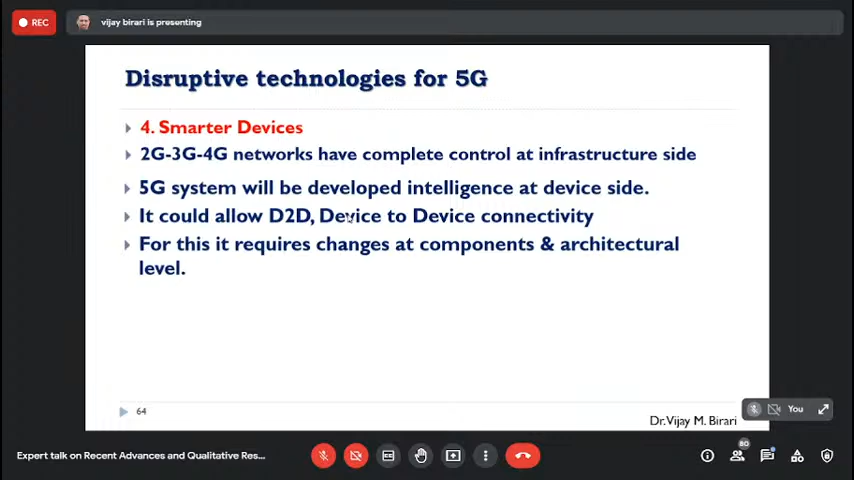 REC
vijay birari is presenting
Disruptive technologies for 5G
4. Smarter Devices
2G-3G-4G networks have complete control at infrastructure side
5G system will be developed intelligence at device side.
It could allow D2D, Device to Device connectivity
For this it requires changes at components & architectural
level.
64
Dr.Vijay M. Birari
You
80
Expert talk on Recent Advances and Qualitative Res...